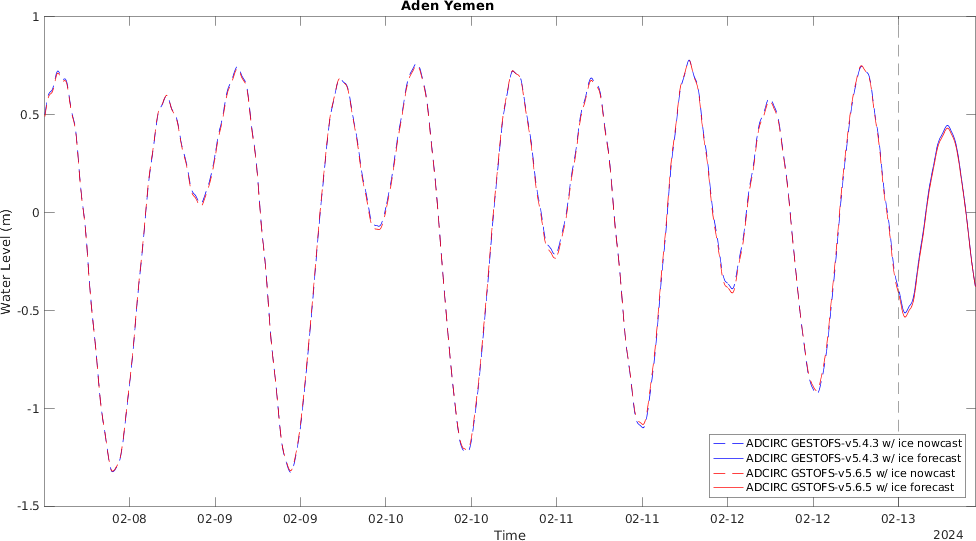 Aden Yemen
1
0.5
0
-0.5
-1
-1.5
Water Level (m)
ADCIRC GESTOFS-v5.4.3 w/ ice nowcast
ADCIRC GESTOFS-v5.4.3 w/ ice forecast
ADCIRC GSTOFS-v5.6.5 w/ ice nowcast
ADCIRC GSTOFS-v5.6.5 w/ ice forecast
02-08 02-09 02-09 02-10 02-10 02-11 02-11 02-12 02-12 02-13
Time
2024